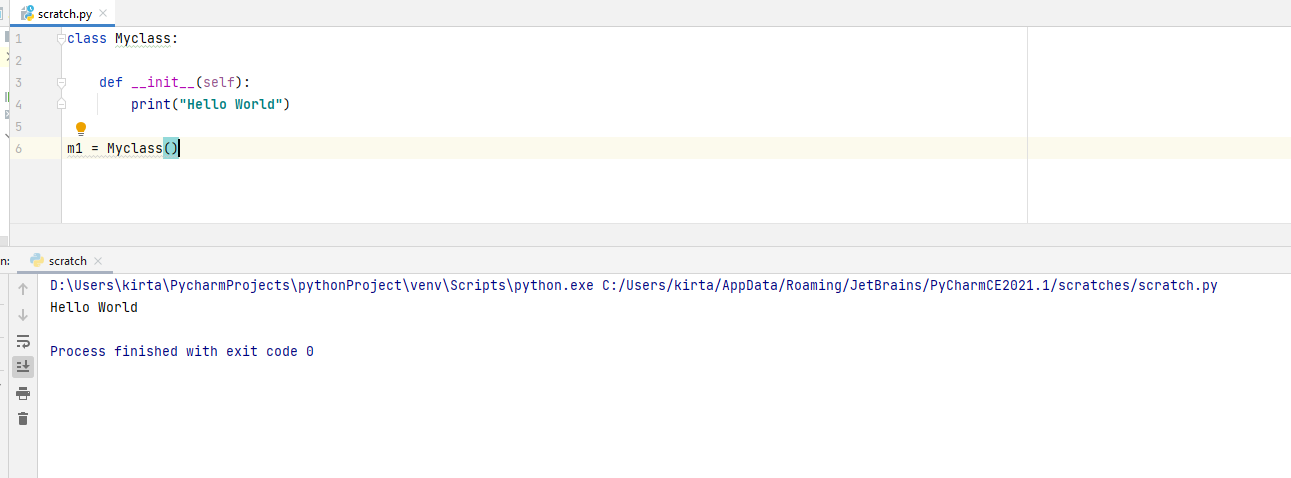 scratch.py
1 class Myclass:
2
3     def __init__(self):
4         print("Hello World")
5
6 m1 = Myclass()
n: scratch
D:\Users\kirta\PycharmProjects\pythonProject\venv\Scripts\python.exe C:/Users/kirta/AppData/Roaming/JetBrains/PyCharmCE2021.1/scratches/scratch.py
Hello World
Process finished with exit code 0